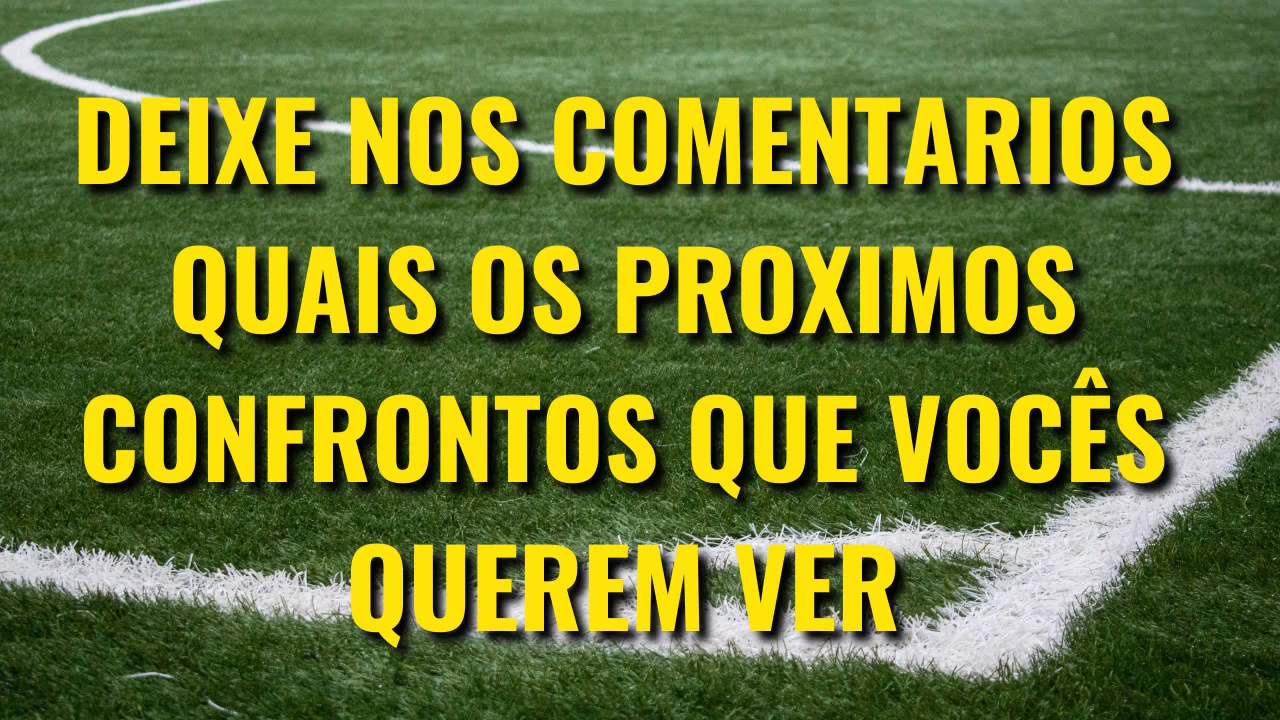 DEIXE NOS COMENTARIOS
QUAIS OS PROXIMOS
CONFRONTOS QUE VOCÊS
QUEREM VER